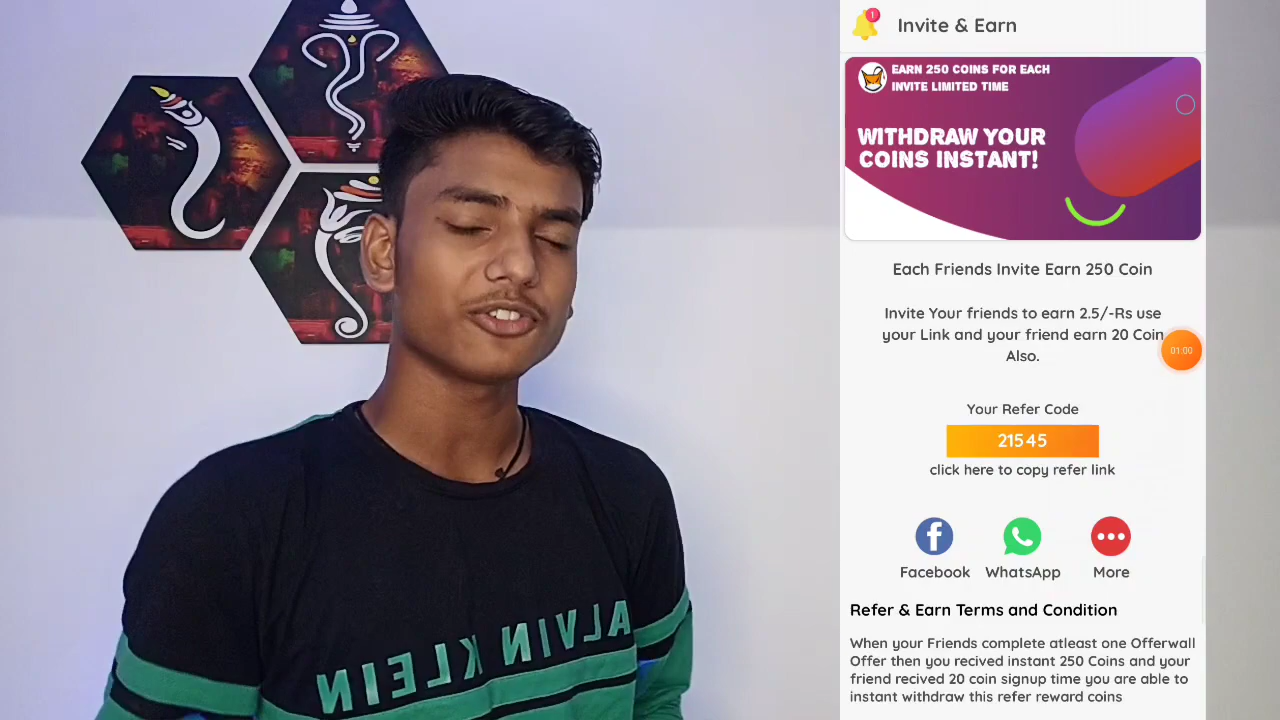 1
Invite & Earn
EARN 250 COINS FOR EACH
INVITE LIMITED TIME
WITHDRAW YOUR
COINS INSTANT!
Each Friends Invite Earn 250 Coin
Invite Your friends to earn 2.5/-Rs use
your Link and your friend earn 20 Coin
Also.
01:00
Your Refer Code
21545
click here to copy refer link
Facebook
WhatsApp
More
Refer & Earn Terms and Condition
When your Friends complete atleast one Offerwall
Offer then you recived instant 250 Coins and your
friend recived 20 coin signup time you are able to
instant withdraw this refer reward coins
ALVIN KLEIN